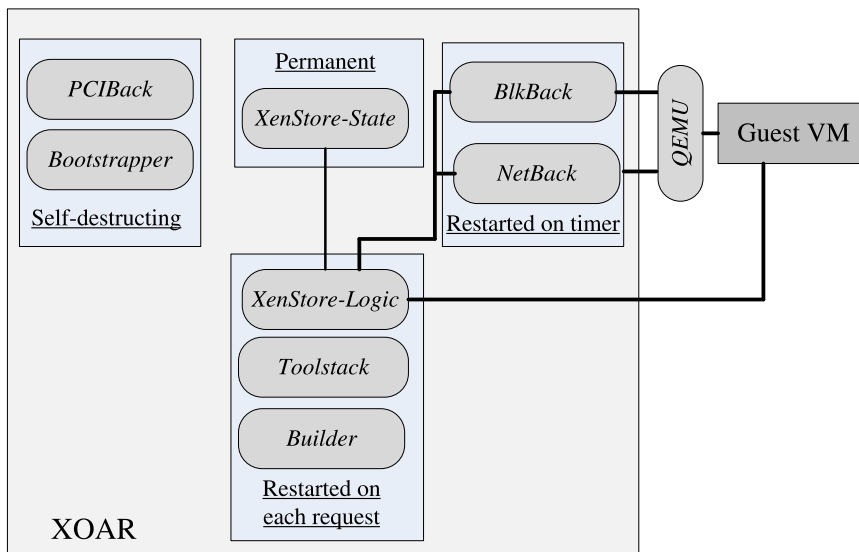 PCIBack
Bootstrapper
Self-destructing
Permanent
XenStore-State
BlkBack
NetBack
Restarted on timer
QEMU
Guest VM
XenStore-Logic
Toolstack
Builder
Restarted on
each request
XOAR